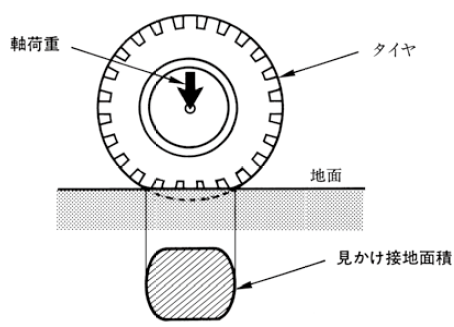 軸荷重
タイヤ
地面
見かけ接地面積